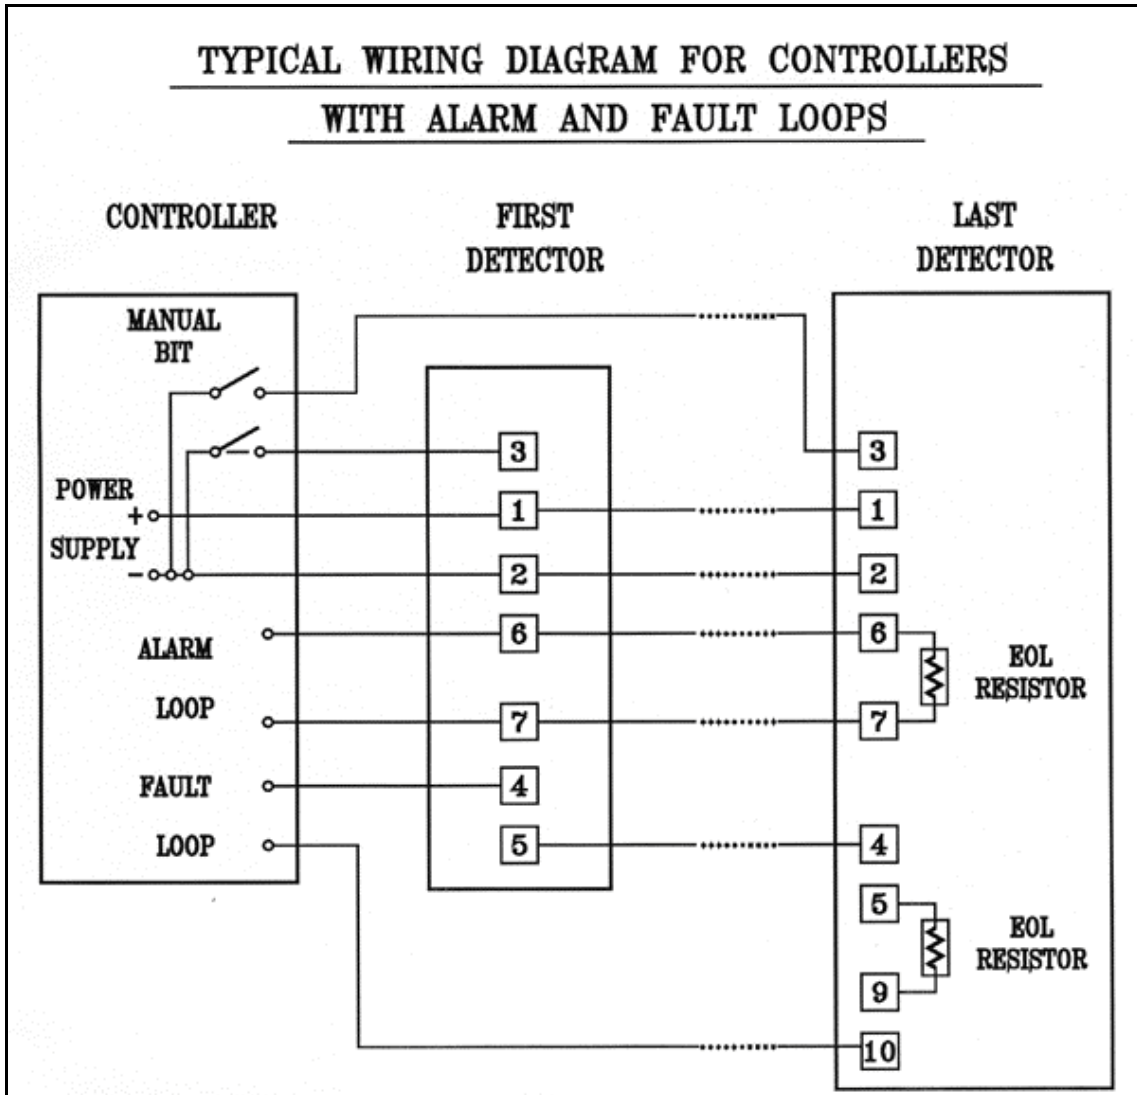 TYPICAL WIRING DIAGRAM FOR CONTROLLERS
WITH ALARM AND FAULT LOOPS
CONTROLLER
FIRST
DETECTOR
LAST
DETECTOR
MANUAL
BIT
POWER
+
SUPPLY
-
ALARM
LOOP
FAULT
LOOP
3
1
2
6
7
4
5
3
1
2
6
7
4
5
9
10
EOL
RESISTOR
EOL
RESISTOR